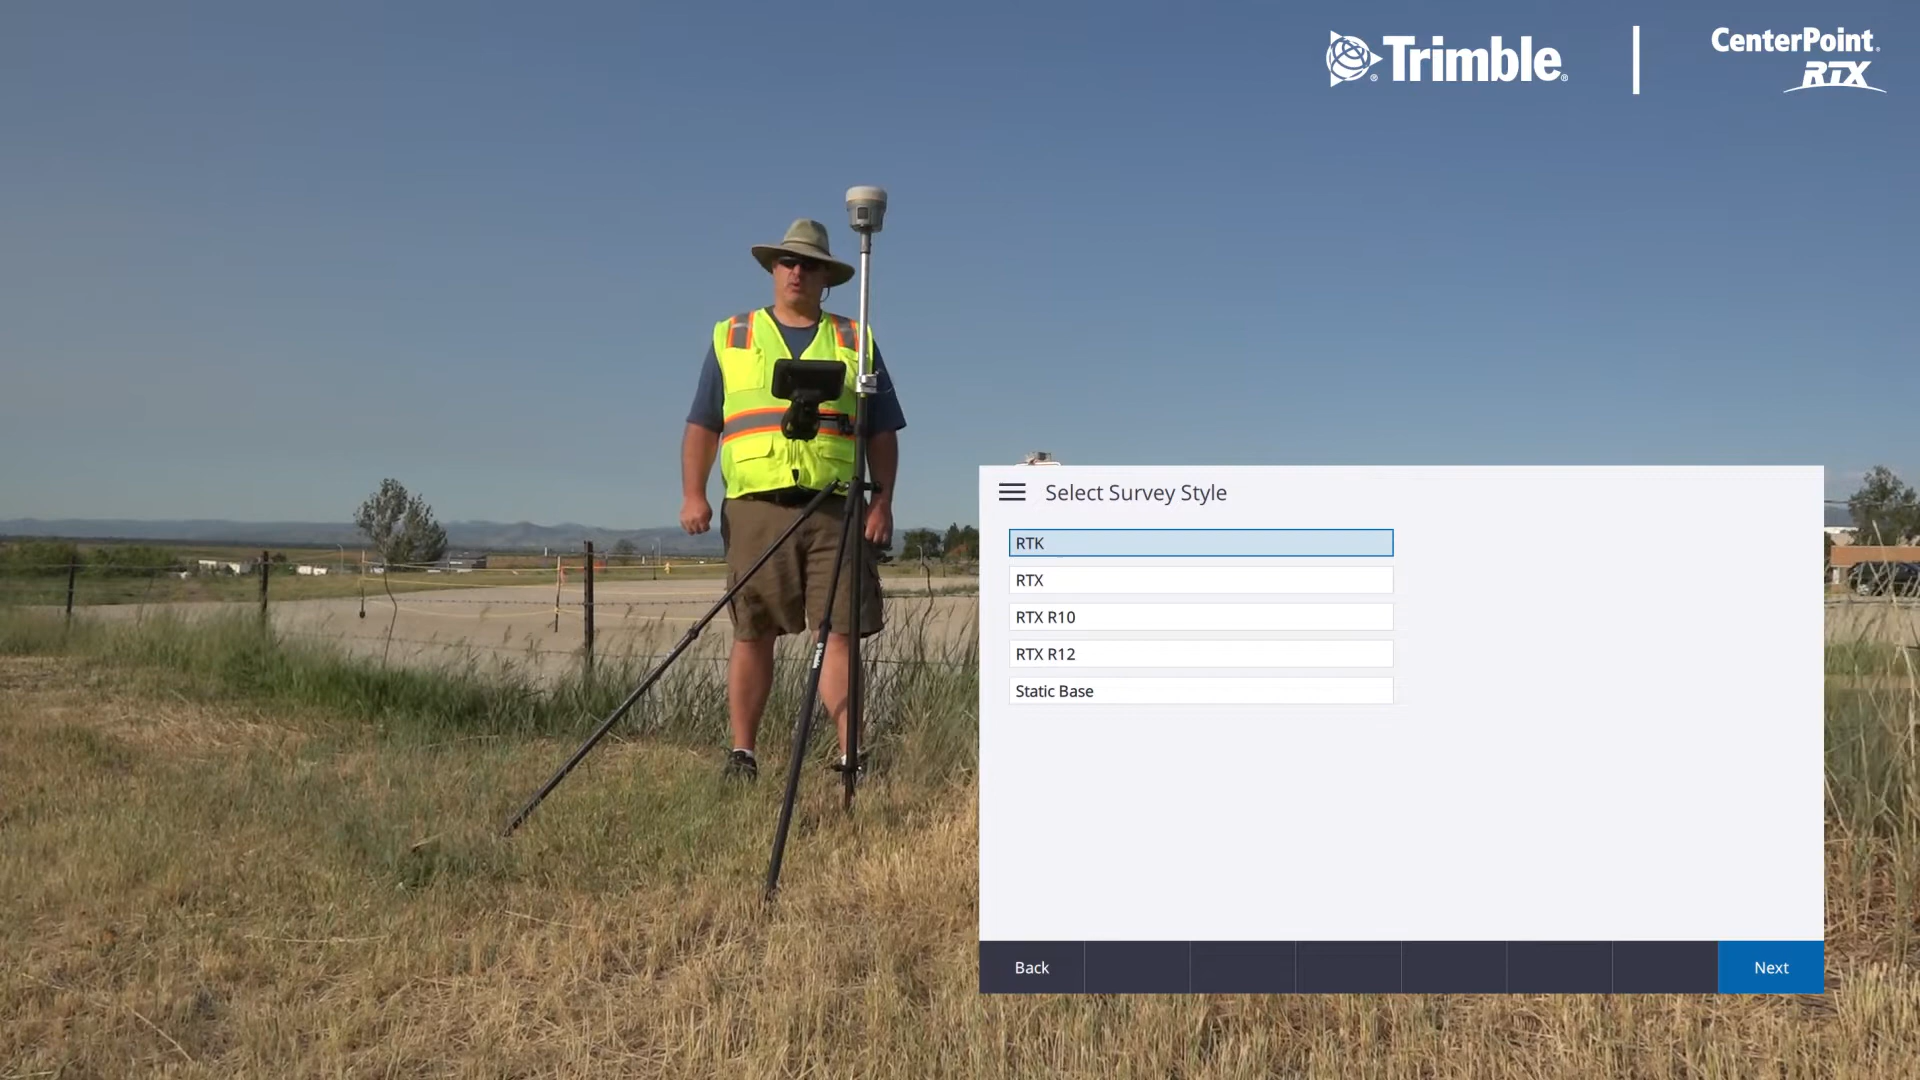 Trimble
CenterPoint
RTX
Select Survey Style
RTK
RTX
RTX R10
RTX R12
Static Base
Back
Next